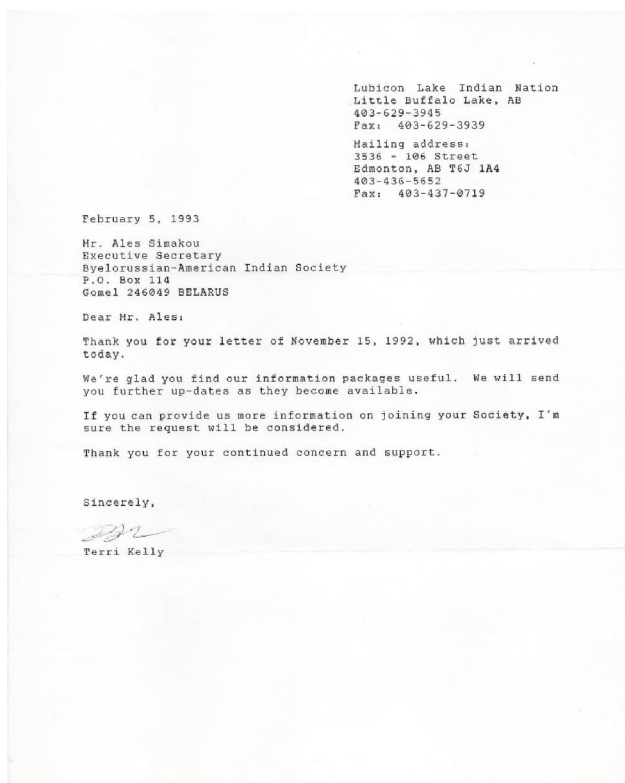 Lubicon Lake Indian Nation
Little Buffalo Lake, AB
403-629-3945
Fax: 403-629-3939
Mailing address:
3536 - 106 Street
Edmonton, AB T6J 1A4
403-436-5652
Fax: 403-437-0719
February 5, 1993
Mr. Ales Simakou
Executive Secretary
Byelorussian-American Indian Society
P.O. Box 114
Gomel 246049 BELARUS
Dear Mr. Ales:
Thank you for your letter of November 15, 1992, which just arrived
today.
We're glad you find our information packages useful. We will send
you further up-dates as they become available.
If you can provide us more information on joining your Society, I'm
sure the request will be considered.
Thank you for your continued concern and support.
Sincerely,
Terri Kelly